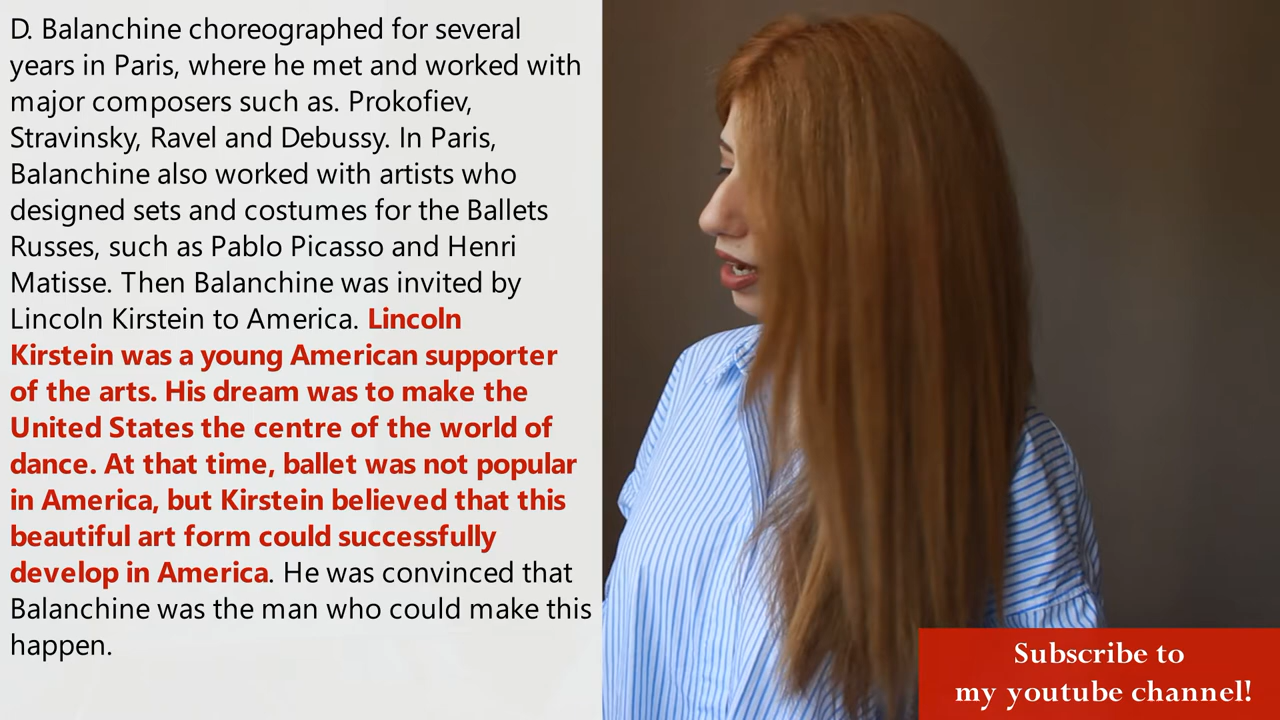 D. Balanchine choreographed for several
years in Paris, where he met and worked with
major composers such as. Prokofiev,
Stravinsky, Ravel and Debussy. In Paris,
Balanchine also worked with artists who
designed sets and costumes for the Ballets
Russes, such as Pablo Picasso and Henri
Matisse. Then Balanchine was invited by
Lincoln Kirstein to America. Lincoln
Kirstein was a young American supporter
of the arts. His dream was to make the
United States the centre of the world of
dance. At that time, ballet was not popular
in America, but Kirstein believed that this
beautiful art form could successfully
develop in America. He was convinced that
Balanchine was the man who could make this
happen.
Subscribe to
my youtube channel!